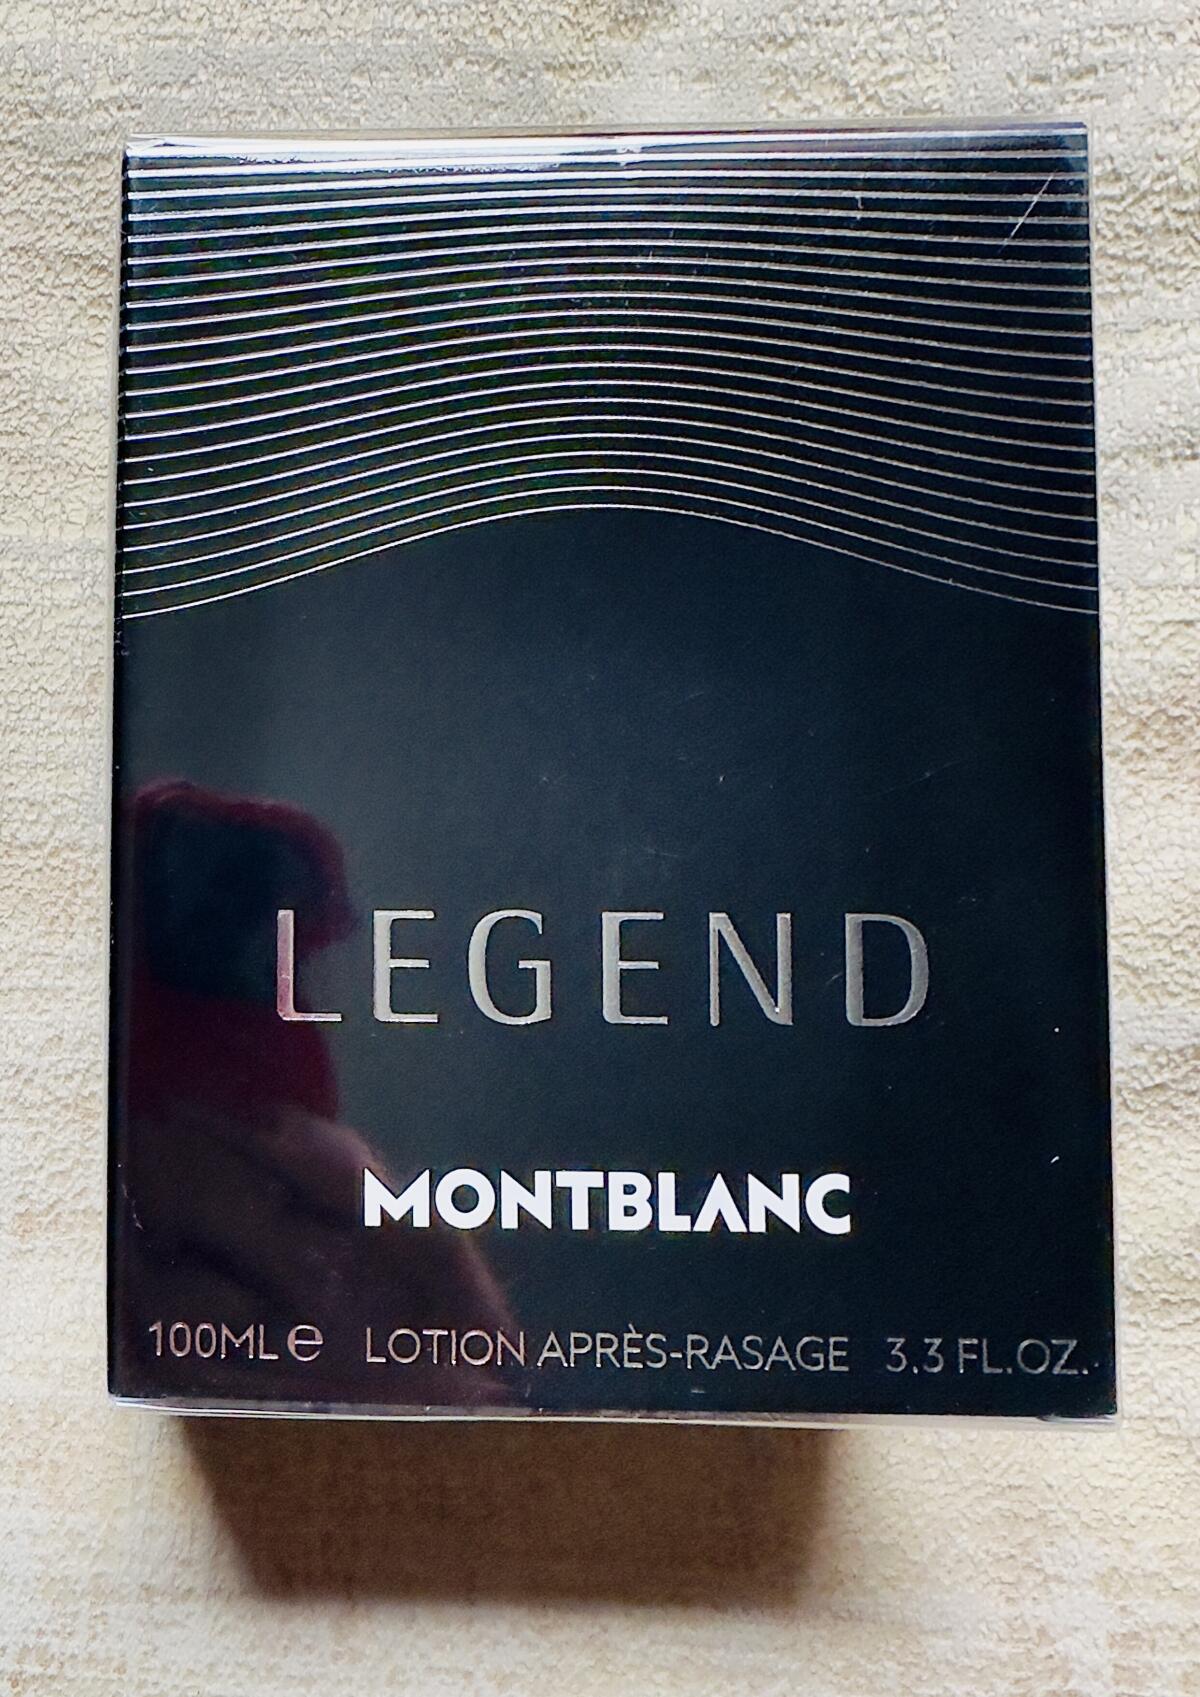 LEGEND
MONTBLANC
100ML e LOTION APRÈS-RASAGE 3.3 FL.OZ.